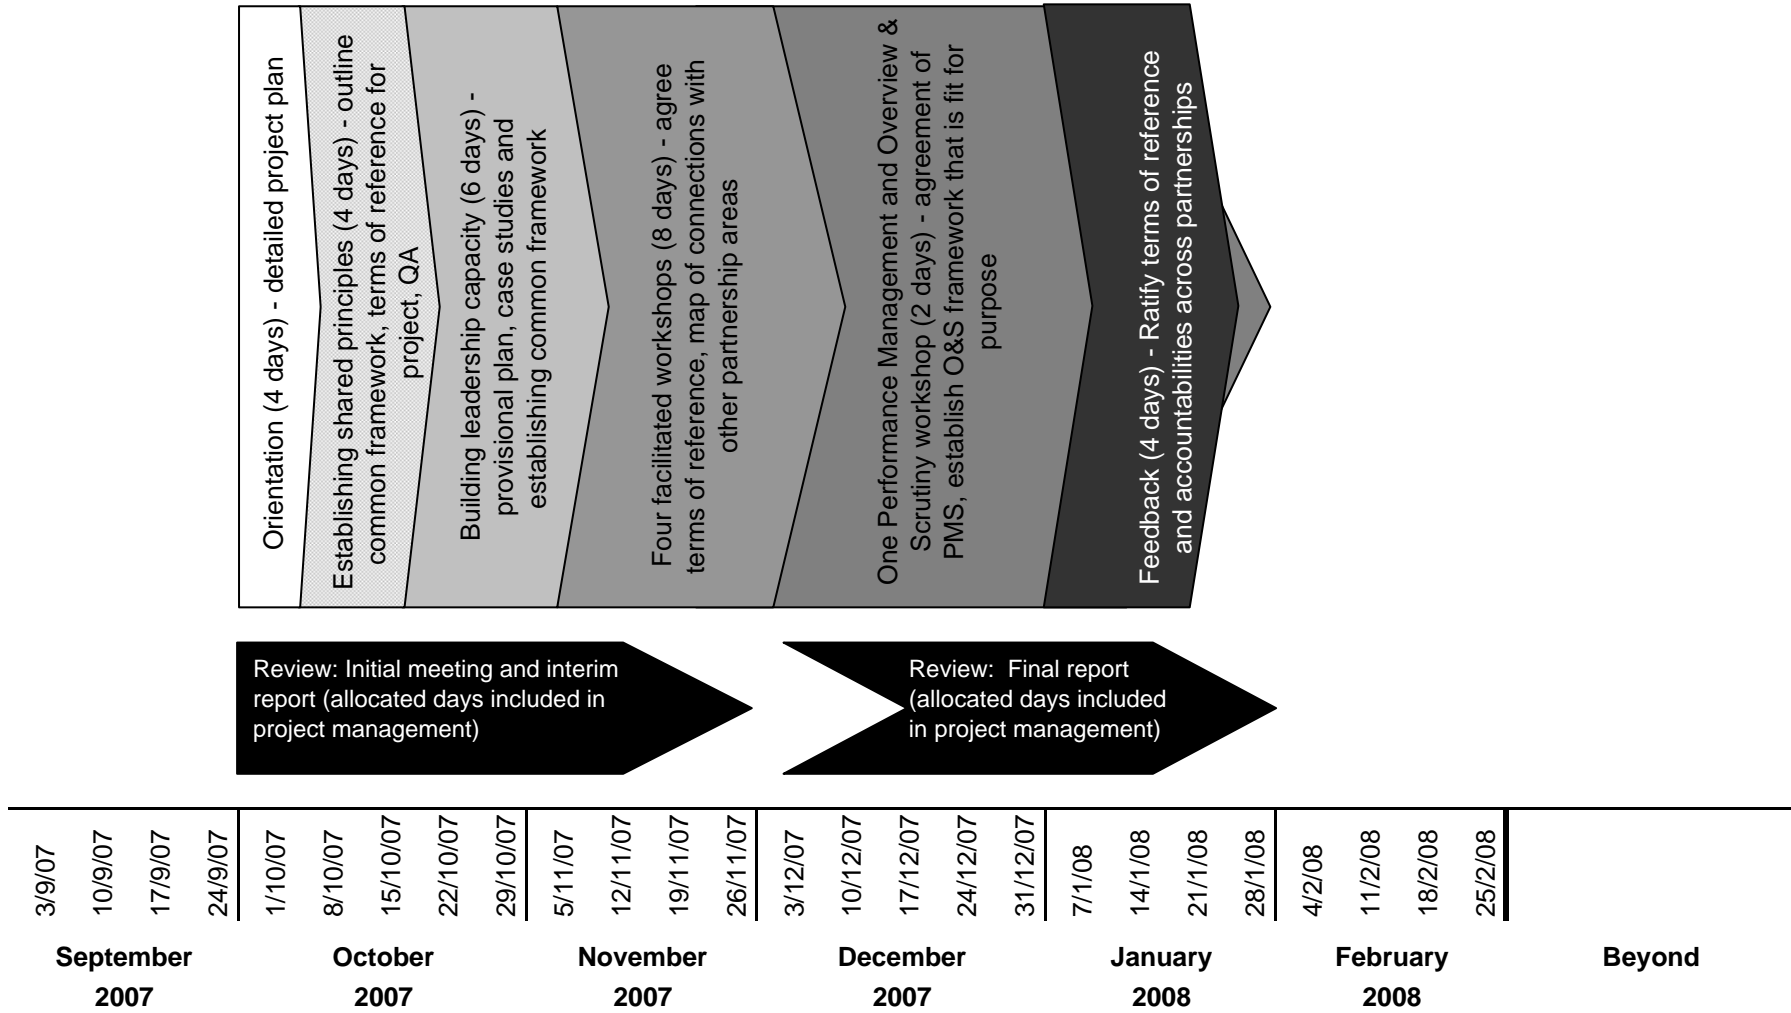 Orientation (4 days) - detailed project plan
Establishing shared principles (4 days) - outline
common framework, terms of reference for
project, QA
Building leadership capacity (6 days) -
provisional plan, case studies and
establishing common framework
Four facilitated workshops (8 days) - agree
terms of reference, map of connections with
other partnership areas
One Performance Management and Overview &
Scrutiny workshop (2 days) - agreement of
PMS, establish O&S framework that is fit for
purpose
Feedback (4 days) - Ratify terms of reference
and accountabilities across partnerships
Review: Initial meeting and interim
report (allocated days included in
project management)
Review:  Final report
(allocated days included
in project management)
3/9/07
10/9/07
17/9/07
24/9/07
1/10/07
8/10/07
15/10/07
22/10/07
29/10/07
5/11/07
12/11/07
19/11/07
26/11/07
3/12/07
10/12/07
17/12/07
24/12/07
31/12/07
7/1/08
14/1/08
21/1/08
28/1/08
4/2/08
11/2/08
18/2/08
25/2/08
September
2007
October
2007
November
2007
December
2007
January
2008
February
2008
Beyond